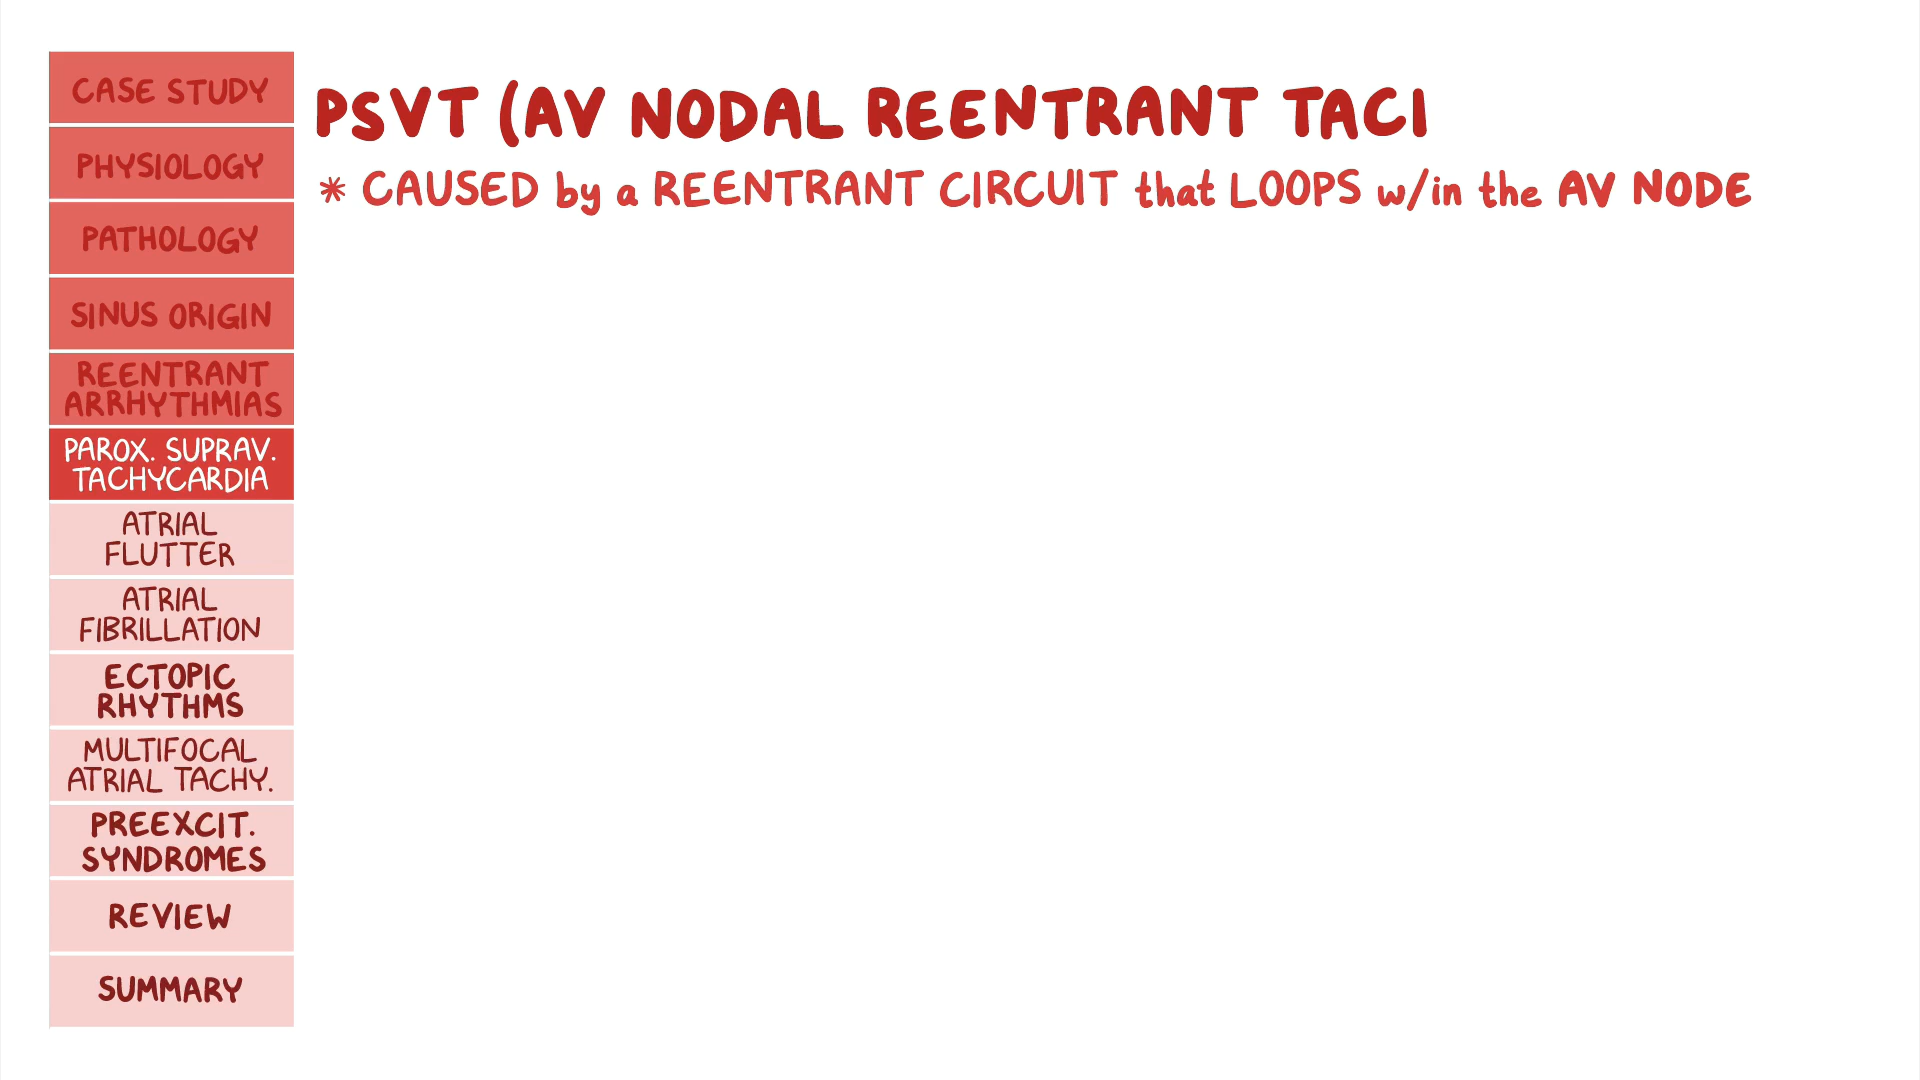 CASE STUDY
PHYSIOLOGY
PATHOLOGY
SINUS ORIGIN
REENTRANT
ARRHYTHMIAS
PAROX. SUPRAV.
TACHYCARDIA
ATRIAL
FLUTTER
ATRIAL
FIBRILLATION
ECTOPIC
RHYTHMS
MULTIFOCAL
ATRIAL TACHY.
PREEXCIT.
SYNDROMES
REVIEW
SUMMARY
PSVT (AV NODAL REENTRANT TACI
* CAUSED by a REENTRANT CIRCUIT that LOOPS w/in the AV NODE